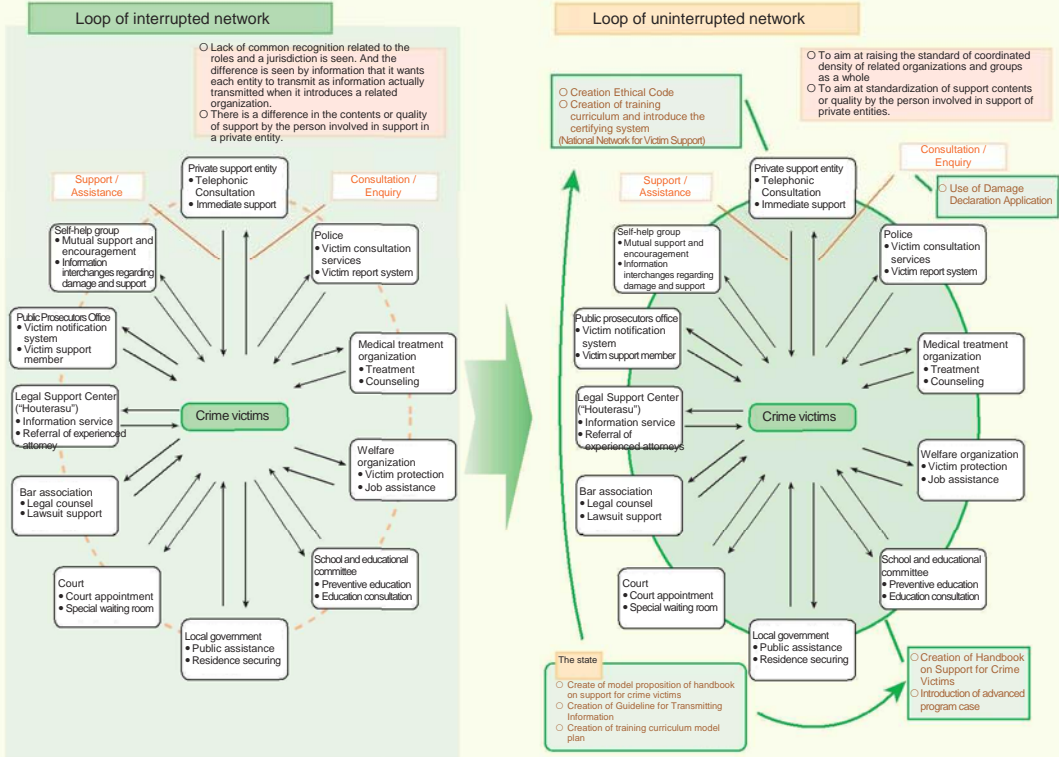 Loop of interrupted network
○ Lack of common recognition related to the
roles and a jurisdiction is seen. And the
difference is seen by information that it wants
each entity to transmit as information actually
transmitted when it introduces a related
organization.
○ There is a difference in the contents or quality
of support by the person involved in support in
a private entity.
Support /
Assistance
Private support entity
• Telephonic
Consultation
• Immediate support
Consultation /
Enquiry
Self-help group
• Mutual support and
encouragement
• Information
interchanges regarding
damage and support
Police
• Victim consultation
services
• Victim report system
Public Prosecutors Office
• Victim notification
system
• Victim support
member
Medical treatment
organization
• Treatment
• Counseling
Legal Support Center
("Houterasu")
• Information service
• Referral of experienced
attorney
Crime victims
Welfare
organization
• Victim protection
• Job assistance
Bar association
• Legal counsel
• Lawsuit support
School and educational
committee
• Preventive education
• Education consultation
Court
• Court appointment
• Special waiting room
Local government
• Public assistance
• Residence securing
Loop of uninterrupted network
○ To aim at raising the standard of coordinated
density of related organizations and groups
as a whole
○ To aim at standardization of support contents
or quality by the person involved in support of
private entities.
○ Creation Ethical Code
○ Creation of training
curriculum and introduce the
certifying system
(National Network for Victim Support)
Support /
Assistance
Private support entity
• Telephonic
Consultation
• Immediate support
Consultation /
Enquiry
○ Use of Damage
Declaration Application
Self-help group
• Mutual support and
encouragement
• Information
interchanges regarding
damage and support
Police
• Victim consultation
services
• Victim report system
Public prosecutors office
• Victim notification
system
• Victim support member
Medical treatment
organization
• Treatment
• Counseling
Legal Support Center
("Houterasu")
• Information service
• Referral of
experienced attorneys
Crime victims
Welfare organization
• Victim protection
• Job assistance
Bar association
• Legal counsel
• Lawsuit support
School and educational
committee
• Preventive education
• Education consultation
Court
• Court appointment
• Special waiting room
Local government
• Public assistance
• Residence securing
The state
○ Create of model proposition of handbook
on support for crime victims
○ Creation of Guideline for Transmitting
Information
○ Creation of training curriculum model
plan
○ Creation of Handbook
on Support for Crime
Victims
○ Introduction of advanced
program case